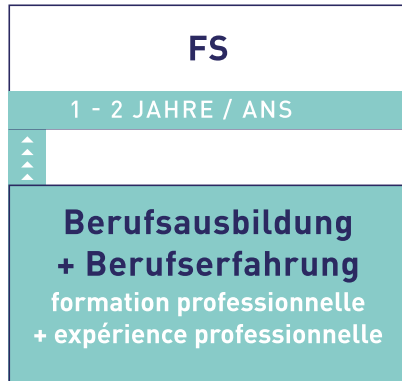 FS
1 - 2 JAHRE / ANS
Berufsausbildung
+ Berufserfahrung
formation professionnelle
+ expérience professionnelle